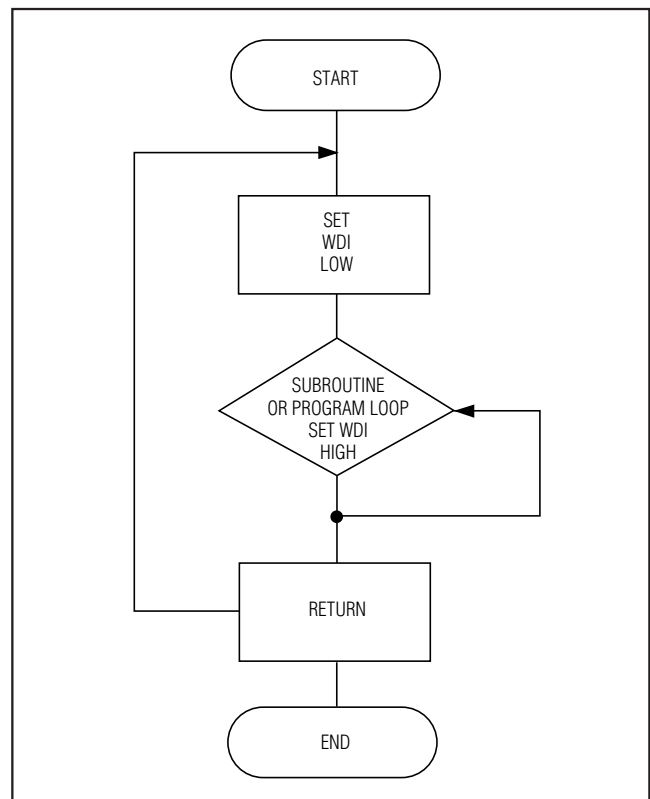 START
SET
WDI
LOW
SUBROUTINE
OR PROGRAM LOOP
SET WDI
HIGH
RETURN
END